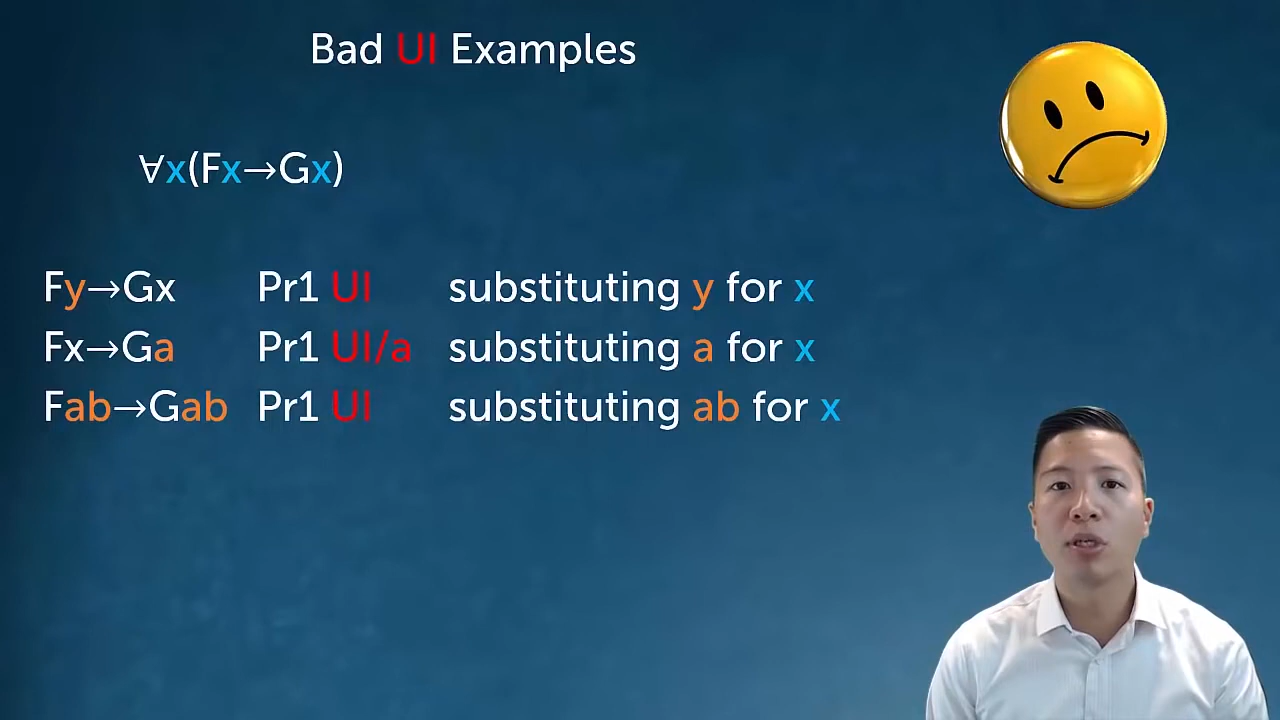 Bad UI Examples
∀x(Fx→Gx)
Fy→Gx Pr1 UI substituting y for x
Fx→Ga Pr1 UI/a substituting a for x
Fab→Gab Pr1 UI substituting ab for x